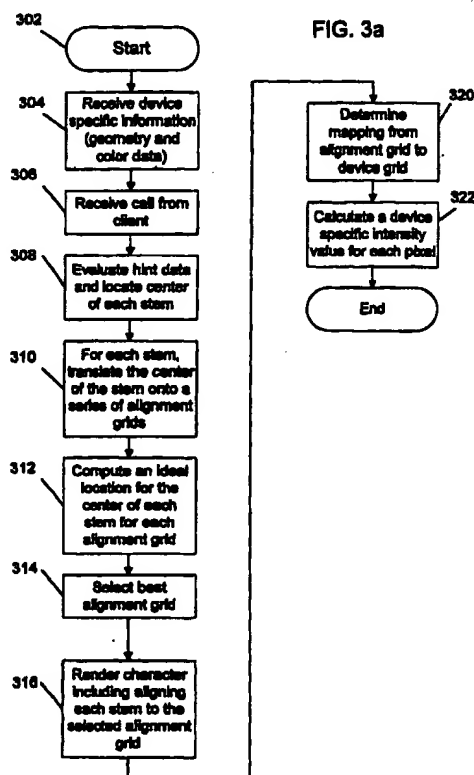 302
Start
FIG. 3a
304
Receive device
specific information
(geometry and
color data)
306
Receive call from
client
308
Evaluate hint data
and locate center
of each stem
310
For each stem,
translate the center
of the stem onto a
series of alignment
grids
312
Compute an ideal
location for the
center of each
stem for each
alignment grid
314
Select best
alignment grid
316
Render character
including aligning
each stem to the
selected alignment
grid
320
Determine
mapping from
alignment grid to
device grid
322
Calculate a device
specific intensity
value for each pixel
End